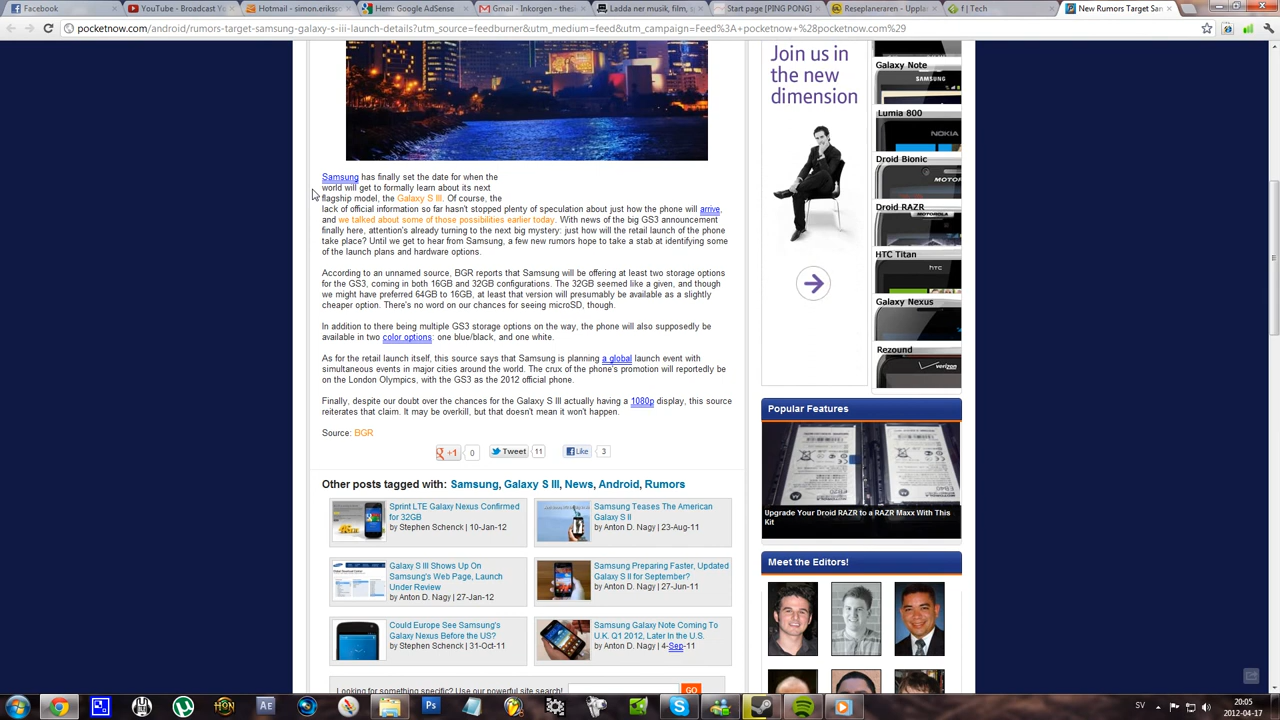 Facebook
YouTube - Broadcast Yo
Hotmail - simon.erikss
Hem: Google AdSense
Gmail - Inkorgen - thes
Ladda ner musik, film, o
Start page [PING PONG]
Reseplaneraren - Uppla
f | Tech
New Rumors Target San
pocketnow.com/android/rumors-target-samsung-galaxy-s-iii-launch-details?utm_source=feedburner&utm_medium=feed&utm_campaign=Feed%3A+pocketnow+%28pocketnow.com%29
Samsung has finally set the date for when the
world will get to formally learn about its next
flagship model, the Galaxy S III. Of course, the
lack of official information so far hasn't stopped plenty of speculation about just how the phone will arrive,
and we talked about some of those possibilities earlier today. With news of the big GS3 announcement
finally here, attention's already turning to the next big mystery: just how will the retail launch of the phone
take place? Until we get to hear from Samsung, a few new rumors hope to take a stab at identifying some
of the launch plans and hardware options.
According to an unnamed source, BGR reports that Samsung will be offering at least two storage options
for the GS3, coming in both 16GB and 32GB configurations. The 32GB seemed like a given, and though
we might have preferred 64GB to 16GB, at least that version will presumably be available as a slightly
cheaper option. There's no word on our chances for seeing microSD, though.
In addition to there being multiple GS3 storage options on the way, the phone will also supposedly be
available in two color options: one blue/black, and one white.
As for the retail launch itself, this source says that Samsung is planning a global launch event with
simultaneous events in major cities around the world. The crux of the phone's promotion will reportedly be
on the London Olympics, with the GS3 as the 2012 official phone.
Finally, despite our doubt over the chances for the Galaxy S III actually having a 1080p display, this source
reiterates that claim. It may be overkill, but that doesn't mean it won't happen.
Source: BGR
+1 0 Tweet 11 Like 3
Other posts tagged with: Samsung, Galaxy S III, News, Android, Rumors
Sprint LTE Galaxy Nexus Confirmed
for 32GB
by Stephen Schenck | 10-Jan-12
Samsung Teases The American
Galaxy S II
by Anton D. Nagy | 23-Aug-11
Galaxy S III Shows Up On
Samsung's Web Page, Launch
Under Review
by Anton D. Nagy | 27-Jan-12
Samsung Preparing Faster, Updated
Galaxy S II for September?
by Anton D. Nagy | 27-Jun-11
Could Europe See Samsung's
Galaxy Nexus Before the US?
by Stephen Schenck | 31-Oct-11
Samsung Galaxy Note Coming To
U.K. Q1 2012, Later In the U.S.
by Anton D. Nagy | 4-Sep-11
Looking for something specific? Use our powerful site search!
GO
Join us in
the new
dimension
Galaxy Note
SAMSUNG
Lumia 800
NOKIA
Droid Bionic
MOTOROLA
Droid RAZR
MOTOROLA
HTC Titan
hTC
Galaxy Nexus
Rezound
verizon
Popular Features
Upgrade Your Droid RAZR to a RAZR Maxx With This
Kit
Meet the Editors!
HON
Ae
Ps
SV
20:05
2012-04-17